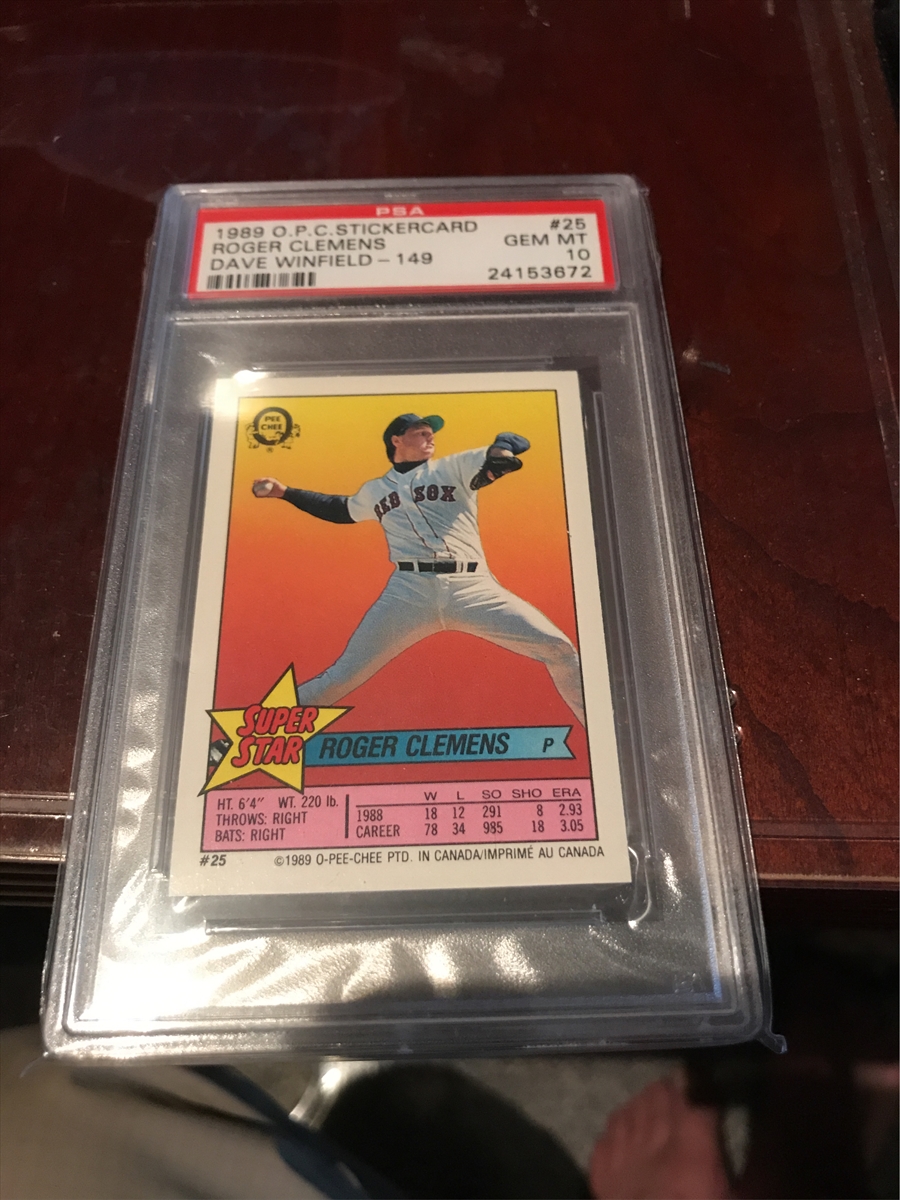 PSA
1989 O.P.C.STICKERCARD #25
ROGER CLEMENS GEM MT
DAVE WINFIELD - 149 10
24153672
O
PEE
CHEE
RED SOX
SUPER
STAR
ROGER CLEMENS P
HT. 6'4" WT. 220 lb.
THROWS: RIGHT
BATS: RIGHT
W L SO SHO ERA
1988 18 12 291 8 2.93
CAREER 78 34 985 18 3.05
#25 ©1989 O-PEE-CHEE PTD. IN CANADA/IMPRIMÉ AU CANADA